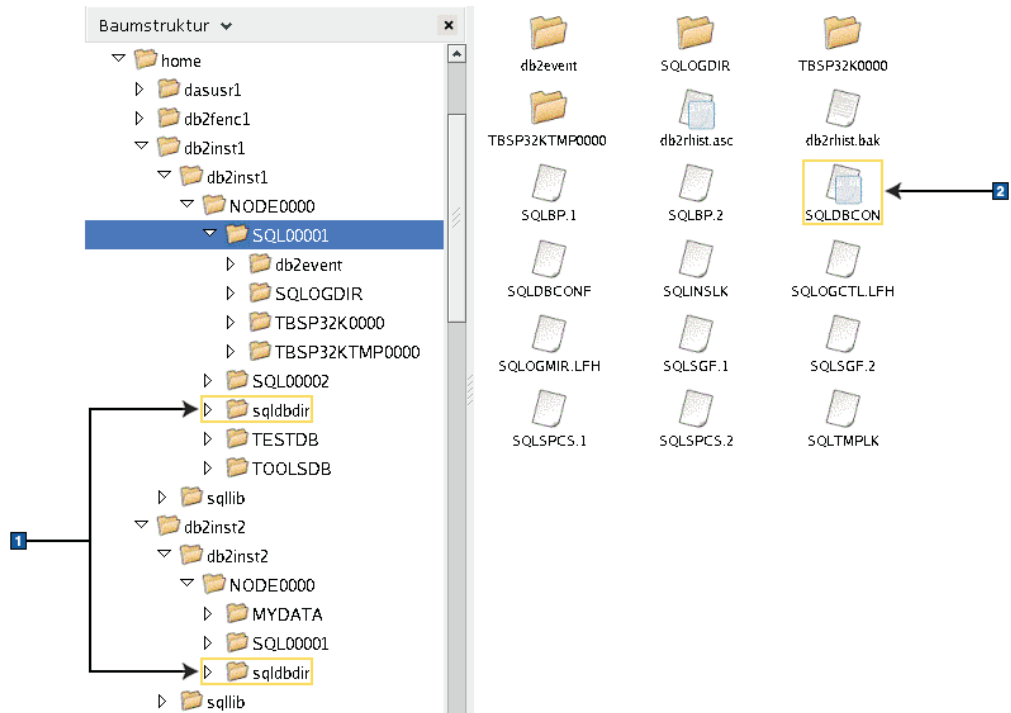 Baumstruktur
home
dasusr1
db2fenc1
db2inst1
db2inst1
NODE0000
SQL00001
db2event
SQLOGDIR
TBSP32K0000
TBSP32KTMP0000
SQL00002
sqldbdir
TESTDB
TOOLSDB
sqllib
db2inst2
db2inst2
NODE0000
MYDATA
SQL00001
sqldbdir
sqllib
1
db2event SQLOGDIR TBSP32K0000
TBSP32KTMP0000 db2rhist.asc db2rhist.bak
SQLBP.1 SQLBP.2 SQLDBCON
2
SQLDBCONF SQLINSLK SQLOGCTL.LFH
SQLOGMIR.LFH SQLSGF.1 SQLSGF.2
SQLSPCS.1 SQLSPCS.2 SQLTMPLK